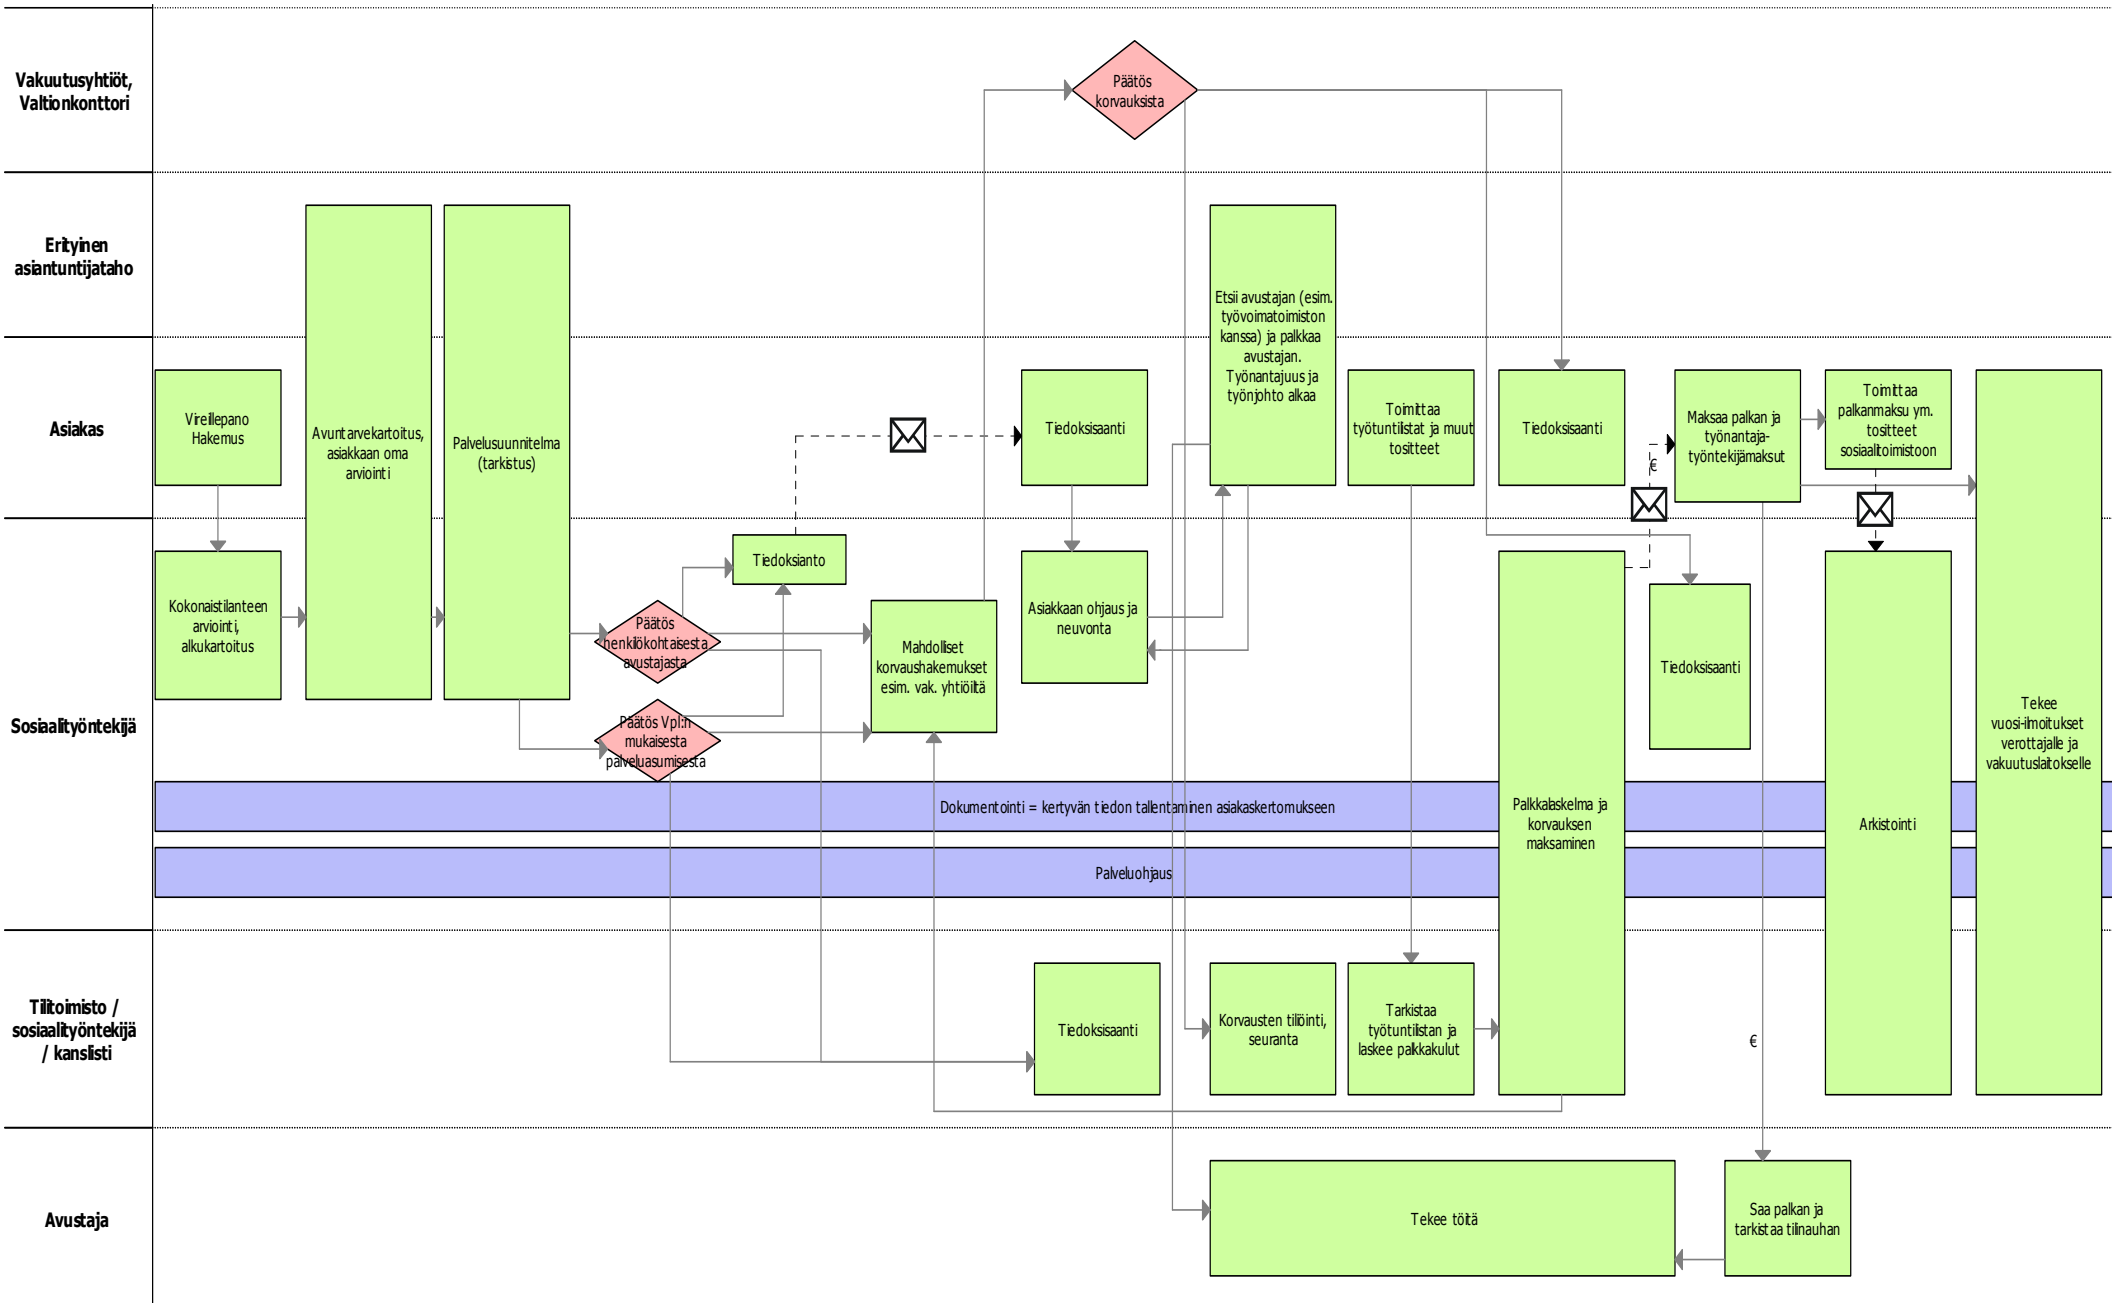 Vakuutusyhtiöt,
Valtionkonttori
Päätös
korvauksista
Erityinen
asiantuntijataho
Etsii avustajan (esim.
työvoimatoimiston
kanssa) ja palkkaa
avustajan.
Työnantajuus ja
työnjohto alkaa
Asiakas
Vireillepano
Hakemus
Avuntarvekartoitus,
asiakkaan oma
arviointi
Palvelusuunnitelma
(tarkistus)
Tiedoksisaanti
Toimittaa
työtuntilistat ja muut
tositteet
Tiedoksisaanti
€
Maksaa palkan ja
työnantaja-
työntekijämaksut
Toimittaa
palkanmaksu ym.
tositteet
sosiaalitoimistoon
Sosiaalityöntekijä
Kokonaistilanteen
arviointi,
alkukartoitus
Päätös
henkilökohtaisesta
avustajasta
Päätös Vpl:n
mukaisesta
palveluasumisesta
Tiedoksianto
Mahdolliset
korvaushakemukset
esim. vak. yhtiöiltä
Asiakkaan ohjaus ja
neuvonta
Tiedoksisaanti
Tekee
vuosi-ilmoitukset
verottajalle ja
vakuutuslaitokselle
Dokumentointi = kertyvän tiedon tallentaminen asiakaskertomukseen
Palkkalaskelma ja
korvauksen
maksaminen
Arkistointi
Palveluohjaus
Tilitoimisto /
sosiaalityöntekijä
/ kanslisti
Tiedoksisaanti
Korvausten tiliöinti,
seuranta
Tarkistaa
työtuntilistan ja
laskee palkkakulut
€
Avustaja
Tekee töitä
Saa palkan ja
tarkistaa tilinauhan